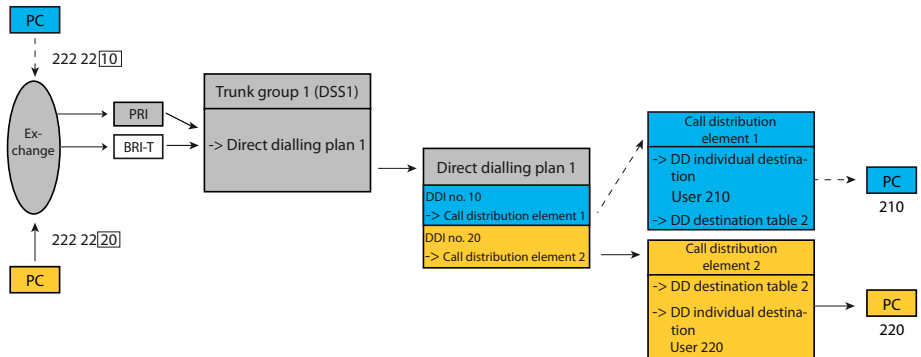 PC
222 22 10
Ex-
change
PRI
BRI-T
222 22 20
PC
Trunk group 1 (DSS1)
-> Direct dialling plan 1
Direct dialling plan 1
DDI no. 10
-> Call distribution element 1
DDI no. 20
-> Call distribution element 2
Call distribution
element 1
-> DD individual destina-
tion
User 210
-> DD destination table 2
PC
210
Call distribution
element 2
-> DD destination table 2
-> DD individual destina-
tion
User 220
PC
220